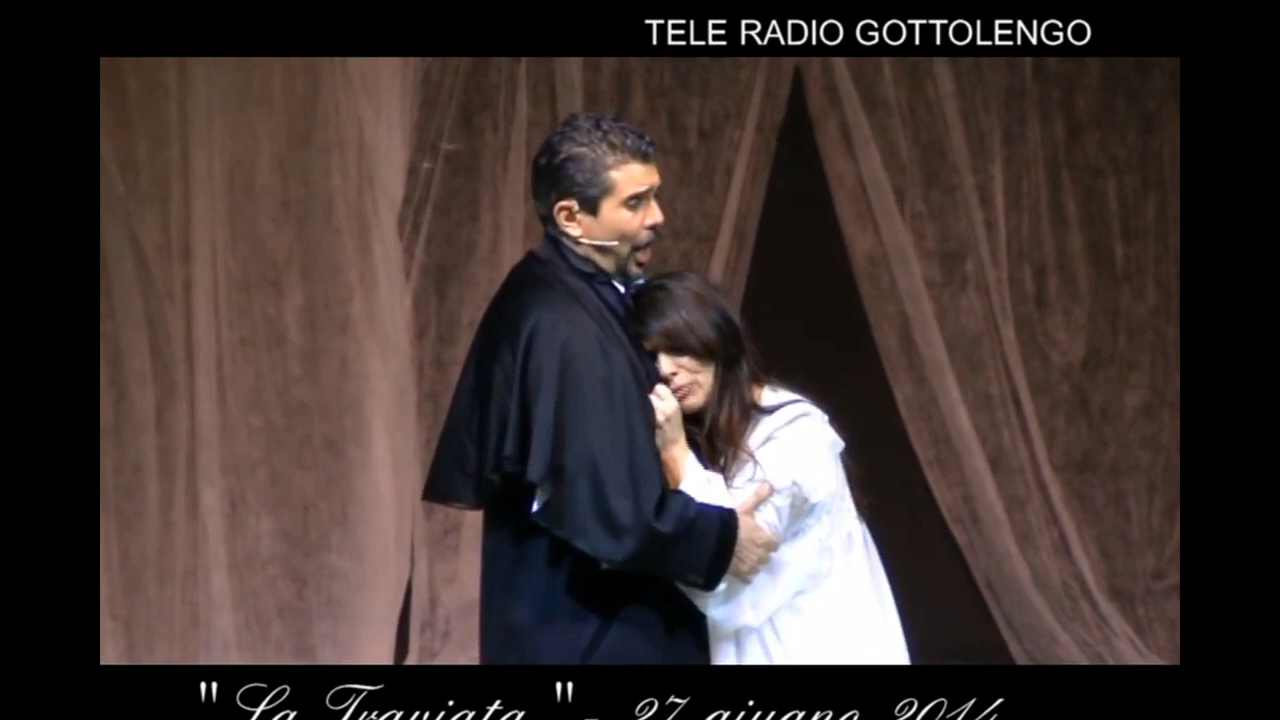 TELE RADIO GOTTOLENGO
" La Traviata " - 27 giugno 2014